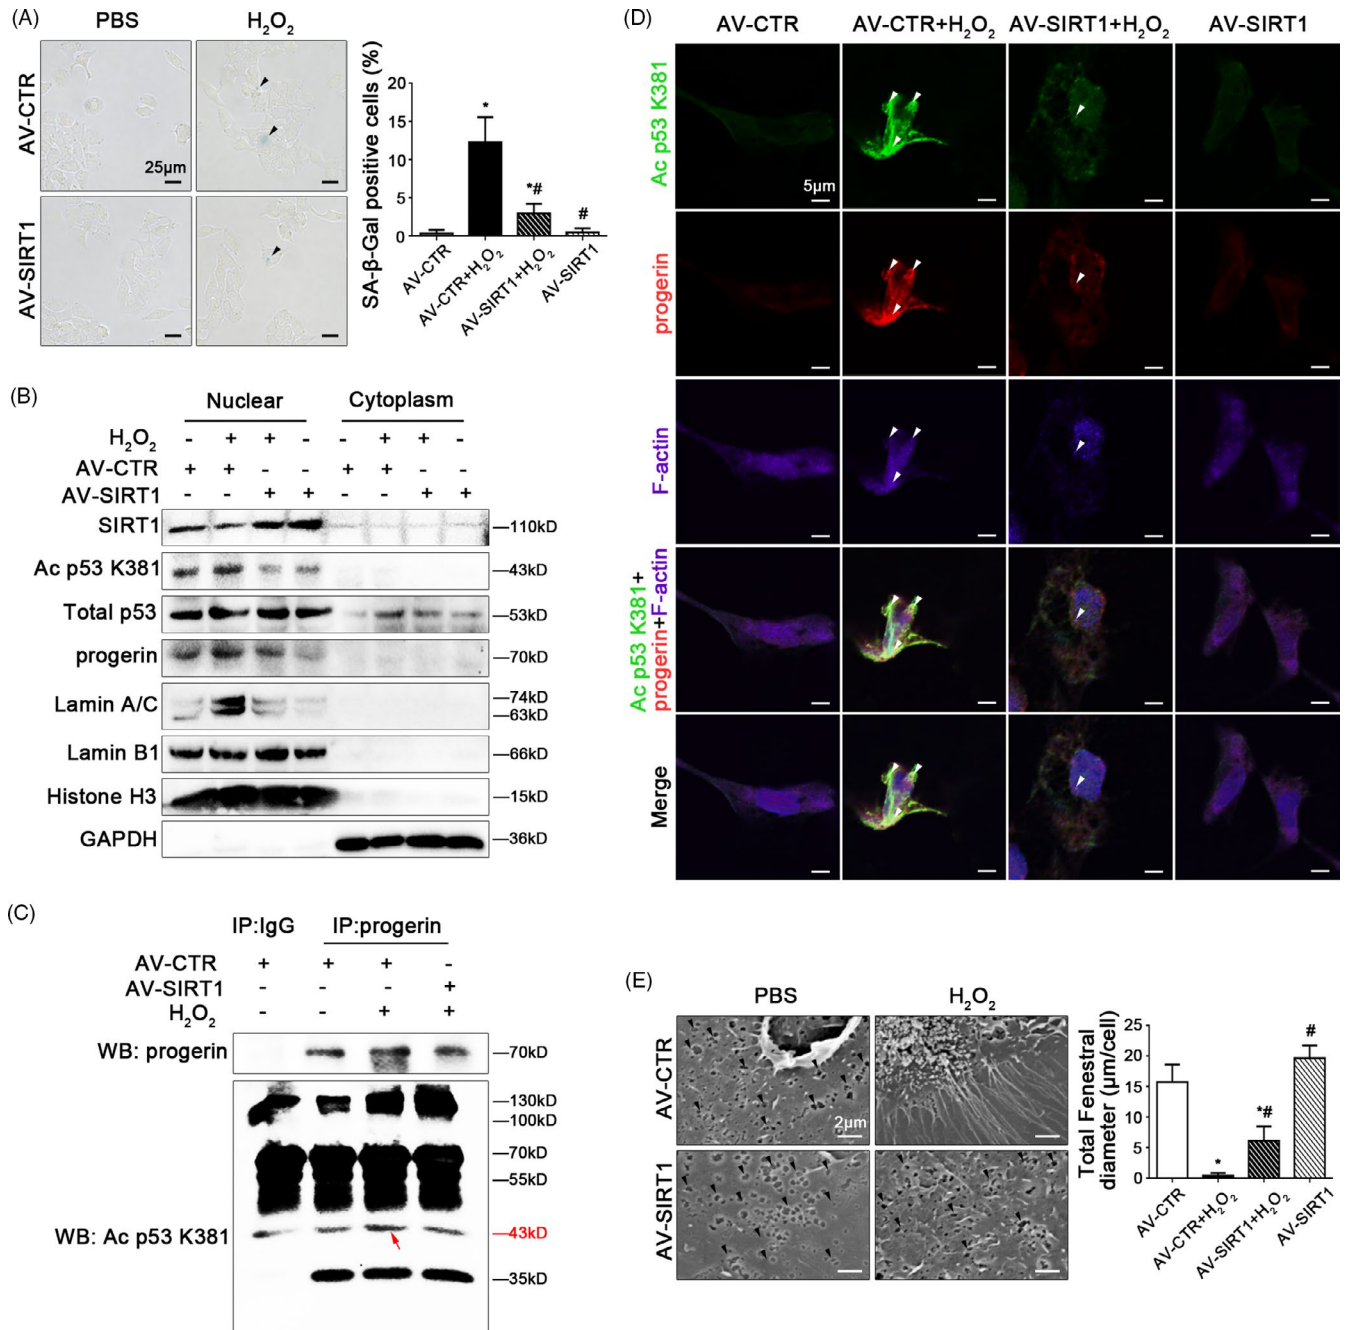 (A)
PBS
H₂O₂
AV-CTR
25μm
AV-SIRT1
SA-β-Gal positive cells (%)
20
15
10
5
0
*
*#
#
AV-CTR
AV-CTR+H₂O₂
AV-SIRT1+H₂O₂
AV-SIRT1
(B)
Nuclear Cytoplasm
H₂O₂ - + + - - + + -
AV-CTR + + - - + + - -
AV-SIRT1 - - + + - - + +
SIRT1 —110kD
Ac p53 K381 —43kD
Total p53 —53kD
progerin —70kD
Lamin A/C —74kD
—63kD
Lamin B1 —66kD
Histone H3 —15kD
GAPDH —36kD
(C)
IP:IgG IP:progerin
AV-CTR + + + -
AV-SIRT1 - - - +
H₂O₂ - - + +
WB: progerin —70kD
—130kD
—100kD
—70kD
—55kD
WB: Ac p53 K381 —43kD
—35kD
(D)
AV-CTR AV-CTR+H₂O₂ AV-SIRT1+H₂O₂ AV-SIRT1
Ac p53 K381
5μm
progerin
F-actin
Ac p53 K381+
progerin+F-actin
Merge
(E)
PBS
H₂O₂
AV-CTR
2μm
AV-SIRT1
Total Fenestral
diameter (μm/cell)
25
20
15
10
5
0
*
*#
#
AV-CTR
AV-CTR+H₂O₂
AV-SIRT1+H₂O₂
AV-SIRT1